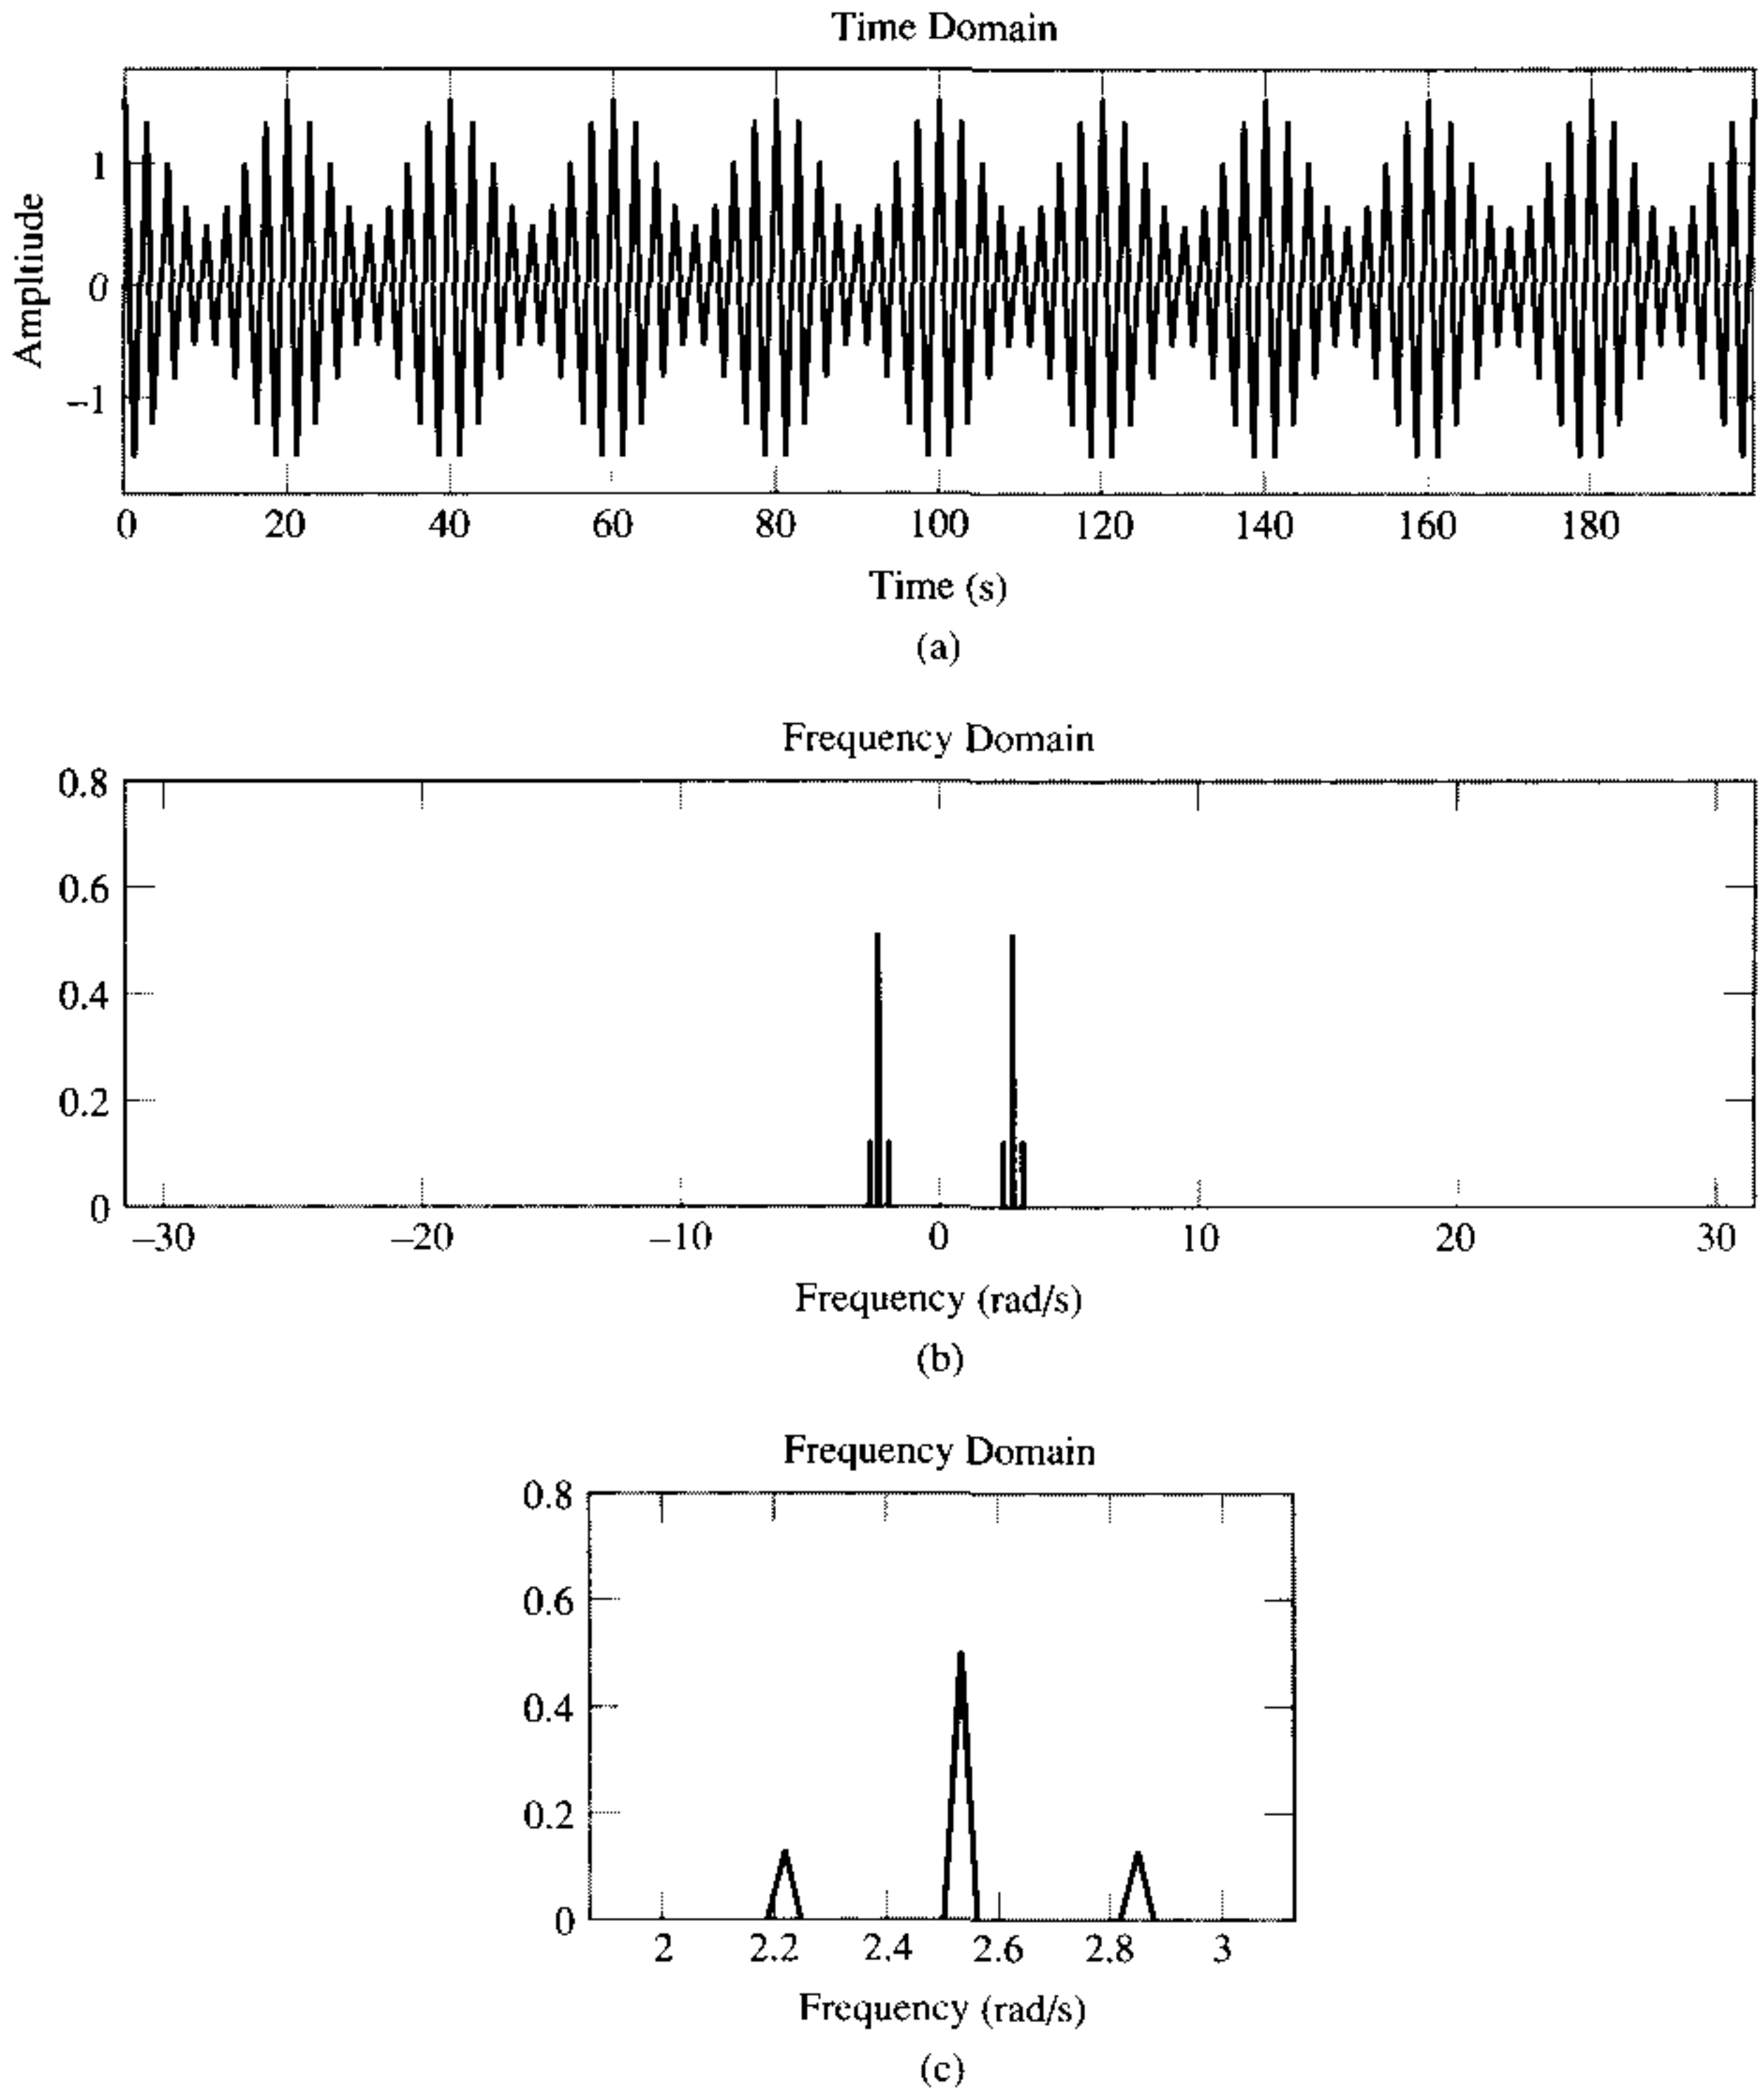 Time Domain
1
0
–1
Ampltiude
0 20 40 60 80 100 120 140 160 180
Time (s)
(a)
Frequency Domain
0.8
0.6
0.4
0.2
0
–30 –20 –10 0 10 20 30
Frequency (rad/s)
(b)
Frequency Domain
0.8
0.6
0.4
0.2
0
2 2.2 2.4 2.6 2.8 3
Frequency (rad/s)
(c)